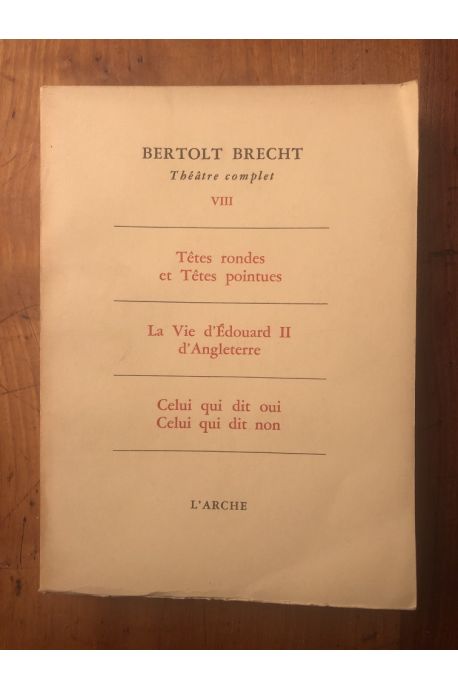 BERTOLT BRECHT
Théâtre complet
VIII
Têtes rondes
et Têtes pointues
La Vie d'Édouard II
d'Angleterre
Celui qui dit oui
Celui qui dit non
L'ARCHE